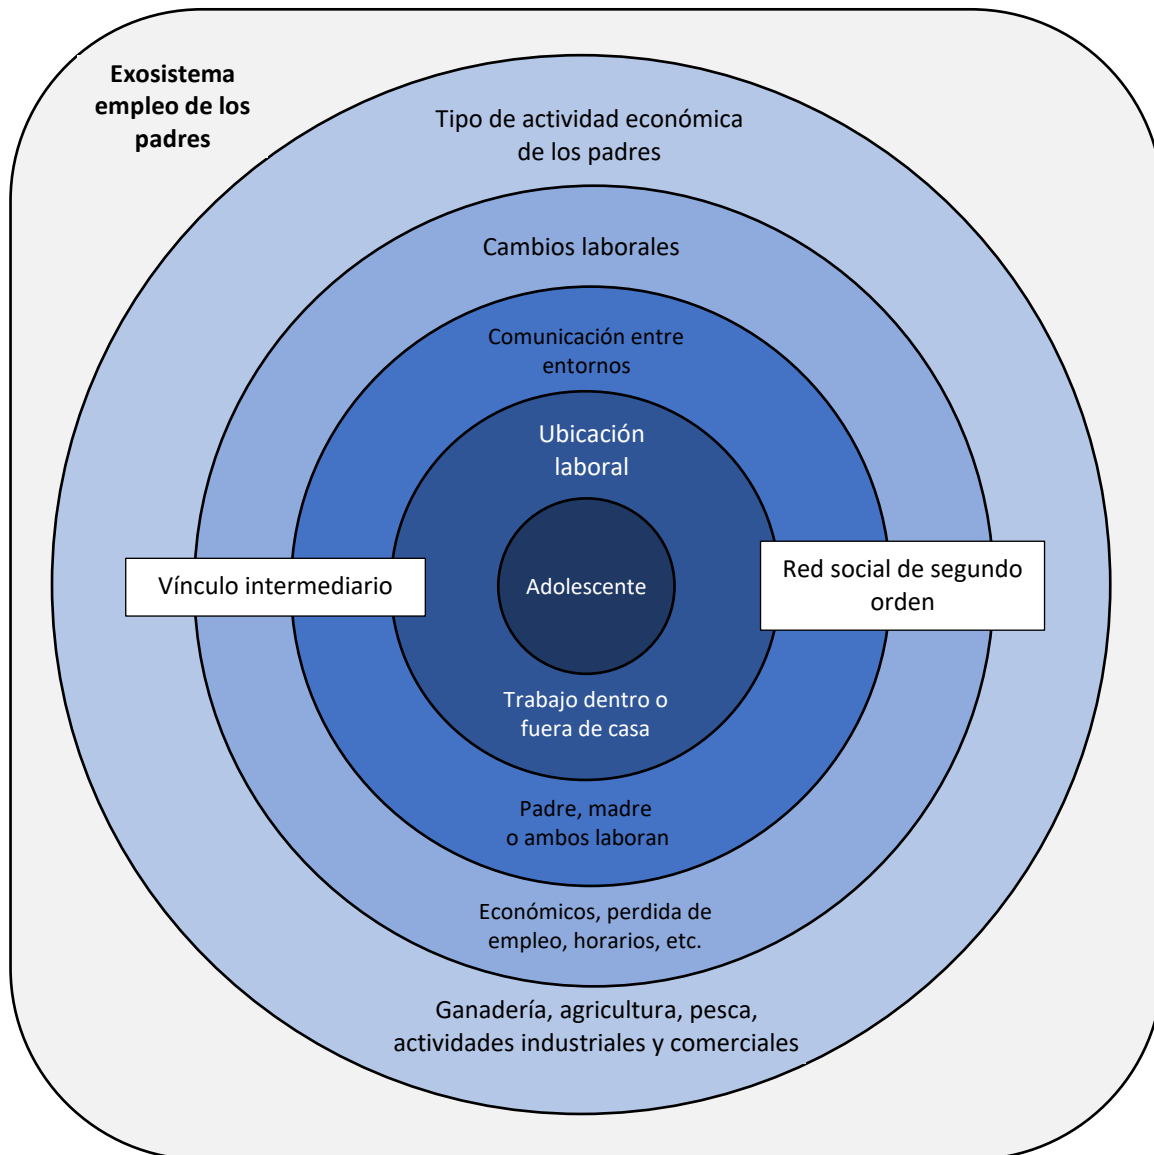 Exosistema
empleo de los
padres
Tipo de actividad económica
de los padres
Cambios laborales
Comunicación entre
entornos
Ubicación
laboral
Vínculo intermediario
Adolescente
Red social de segundo
orden
Trabajo dentro o
fuera de casa
Padre, madre
o ambos laboran
Económicos, perdida de
empleo, horarios, etc.
Ganadería, agricultura, pesca,
actividades industriales y comerciales